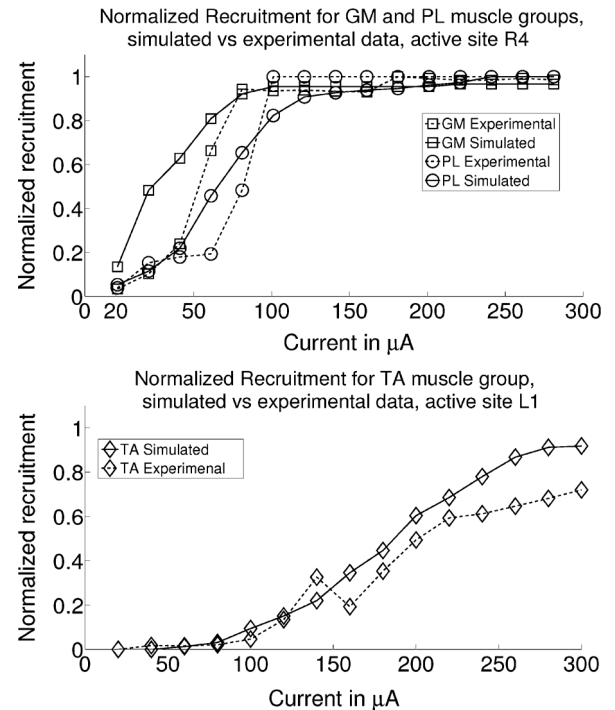 Normalized Recruitment for GM and PL muscle groups,
simulated vs experimental data, active site R4
1
0.8
0.6
0.4
0.2
0
Normalized recruitment
GM Experimental
GM Simulated
PL Experimental
PL Simulated
0 20 50 100 150 200 250 300
Current in μA
Normalized Recruitment for TA muscle group,
simulated vs experimental data, active site L1
1
0.8
0.6
0.4
0.2
0
Normalized recruitment
TA Simulated
TA Experimenal
0 50 100 150 200 250 300
Current in μA